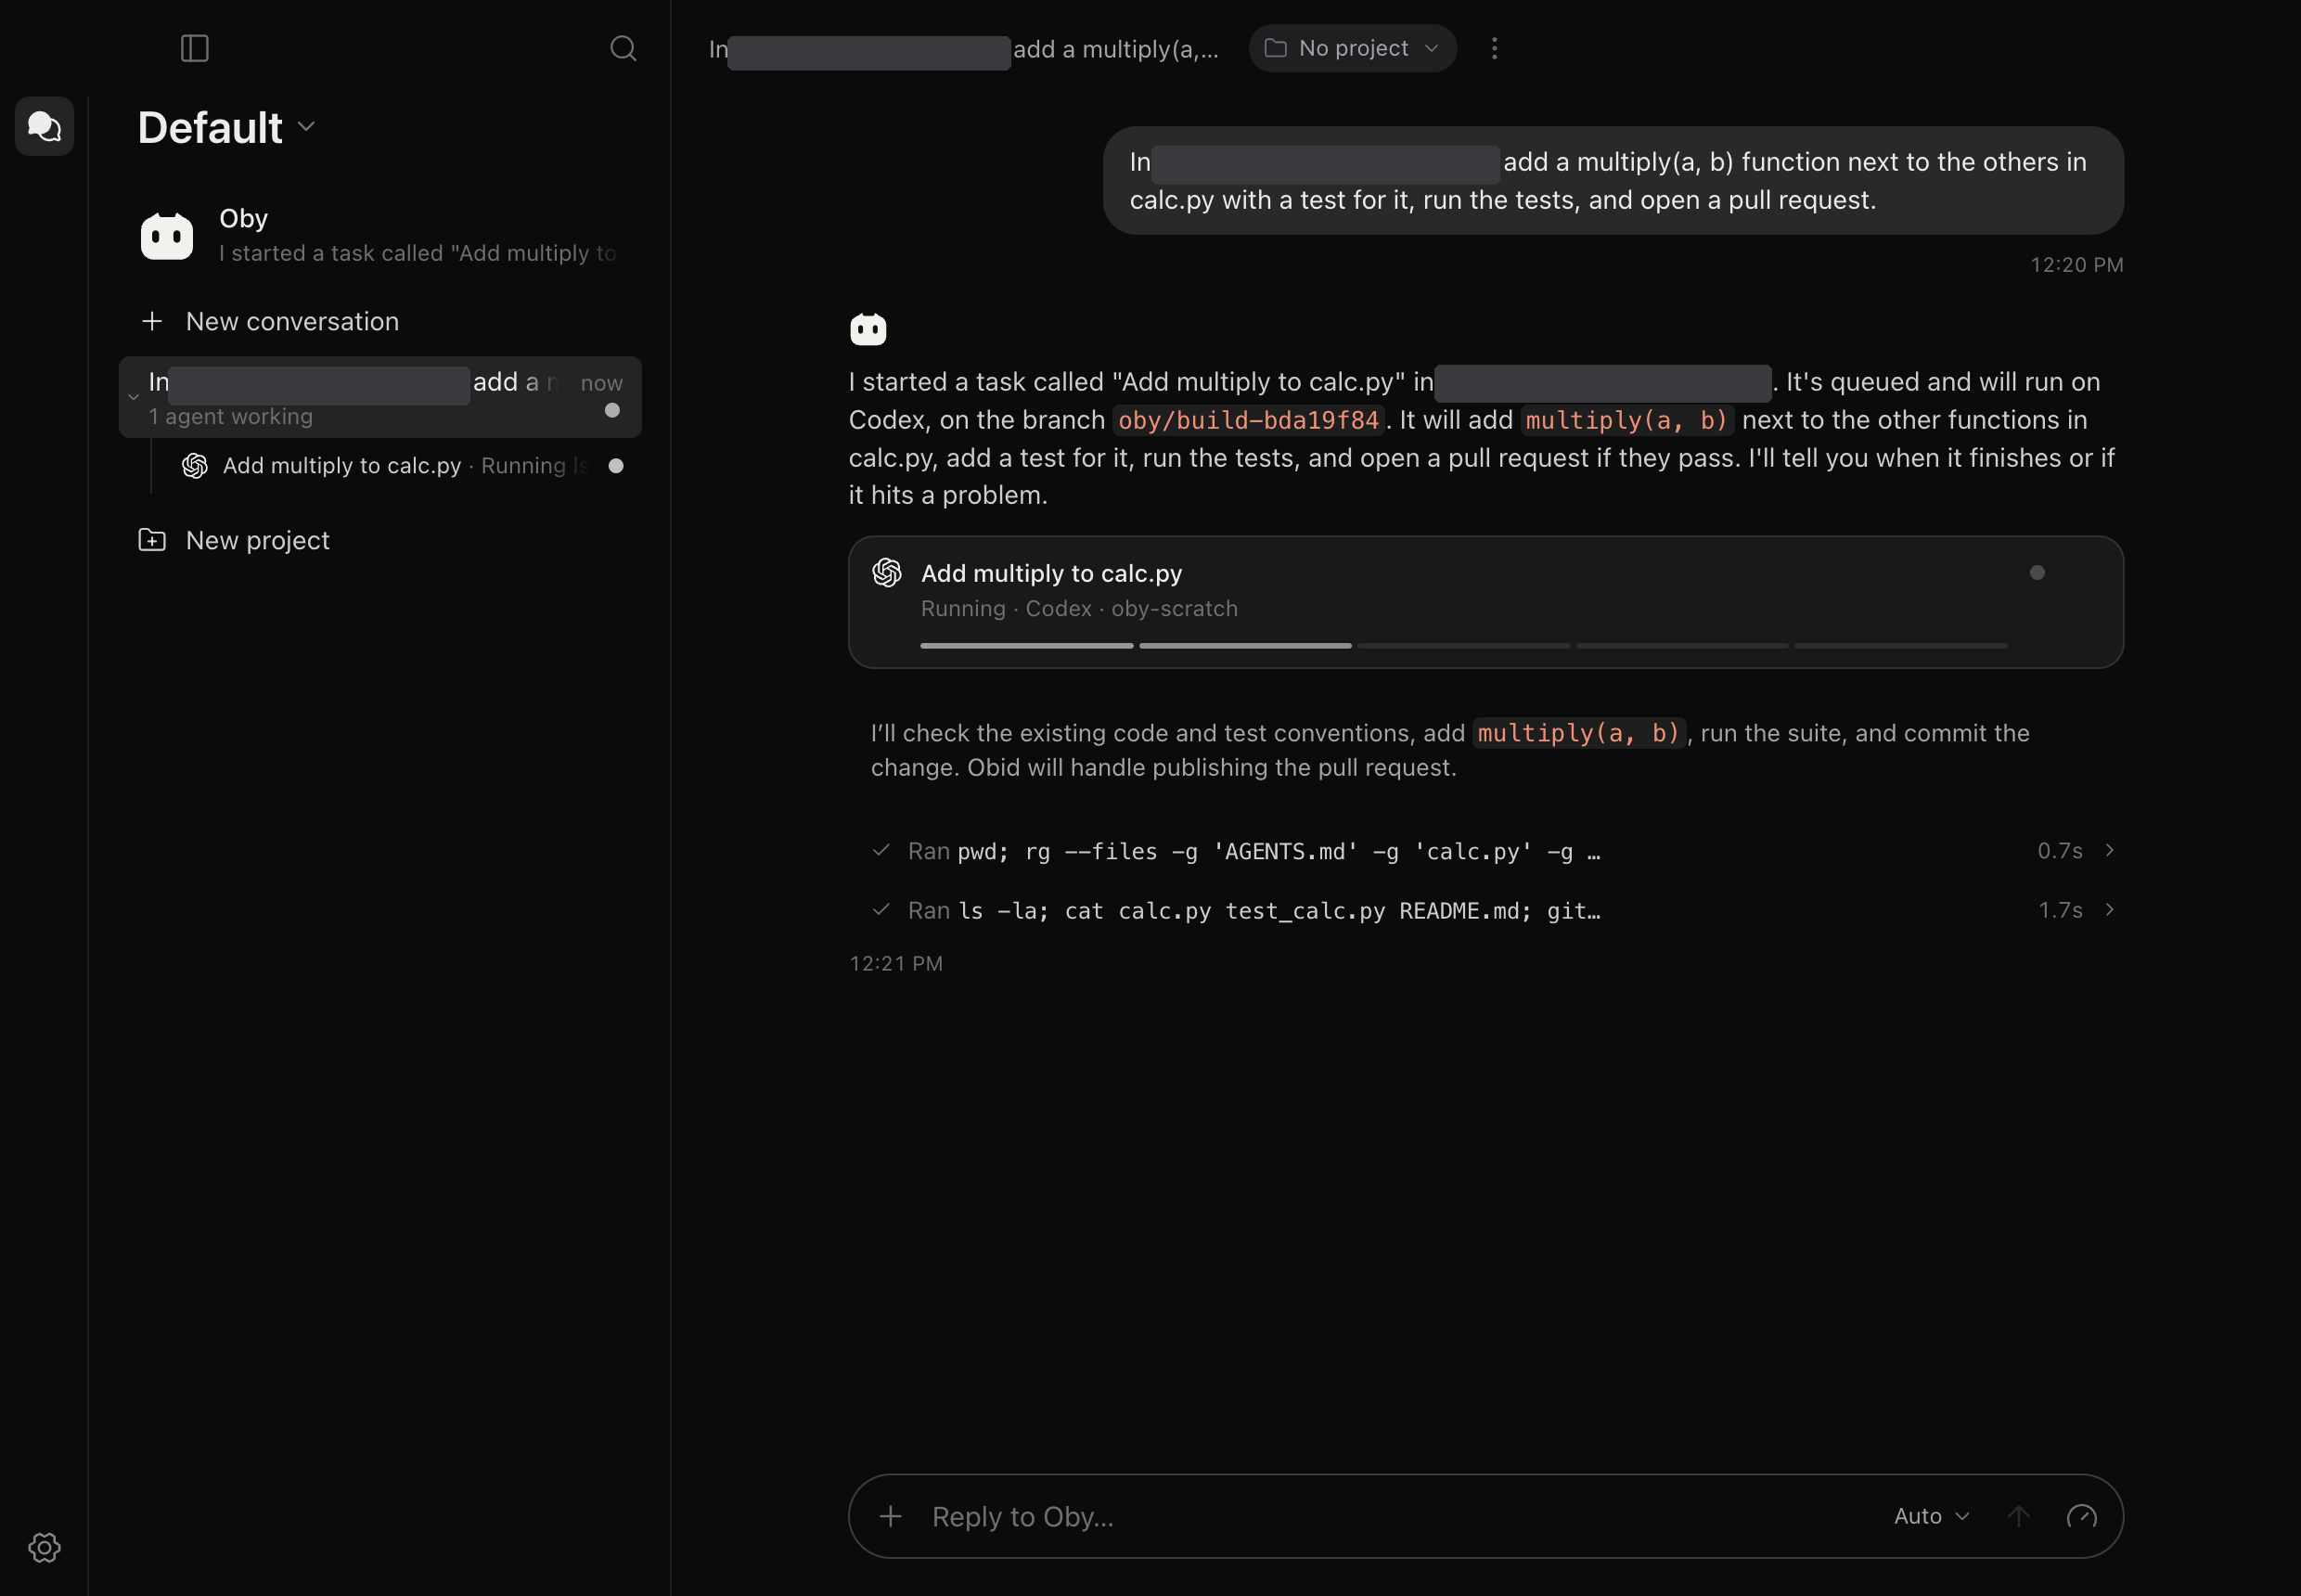 In add a multiply(a,...
No project
Default
Oby
I started a task called "Add multiply to
New conversation
In add a now
1 agent working
Add multiply to calc.py · Running ls
New project
In add a multiply(a, b) function next to the others in
calc.py with a test for it, run the tests, and open a pull request.
12:20 PM
I started a task called "Add multiply to calc.py" in . It's queued and will run on
Codex, on the branch oby/build-bda19f84. It will add multiply(a, b) next to the other functions in
calc.py, add a test for it, run the tests, and open a pull request if they pass. I'll tell you when it finishes or if
it hits a problem.
Add multiply to calc.py
Running · Codex · oby-scratch
I’ll check the existing code and test conventions, add multiply(a, b), run the suite, and commit the
change. Obid will handle publishing the pull request.
Ran pwd; rg --files -g 'AGENTS.md' -g 'calc.py' -g … 0.7s
Ran ls -la; cat calc.py test_calc.py README.md; git… 1.7s
12:21 PM
Reply to Oby...
Auto